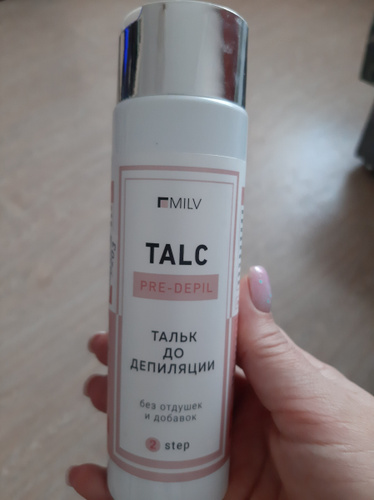 MILV
TALC
PRE-DEPIL
ТАЛЬК
ДО
ДЕПИЛЯЦИИ
без отдушек
и добавок
2 step